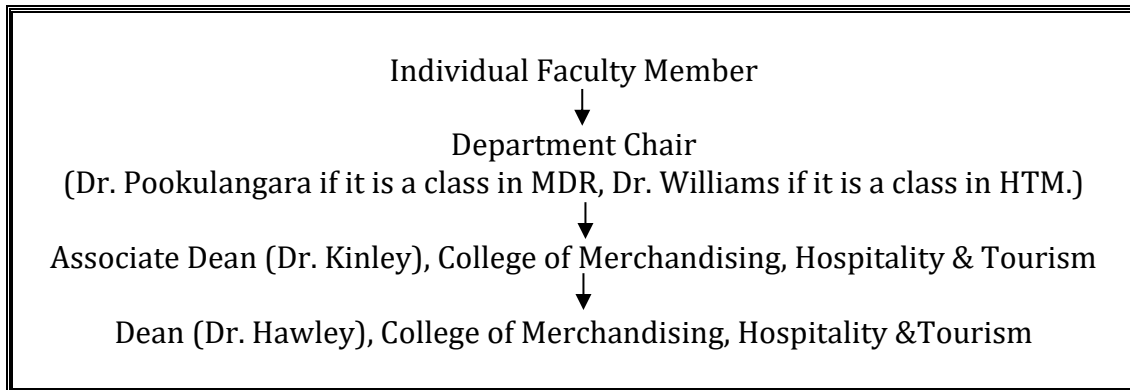 Individual Faculty Member
Department Chair
(Dr. Pookulangara if it is a class in MDR, Dr. Williams if it is a class in HTM.)
Associate Dean (Dr. Kinley), College of Merchandising, Hospitality & Tourism
Dean (Dr. Hawley), College of Merchandising, Hospitality &Tourism